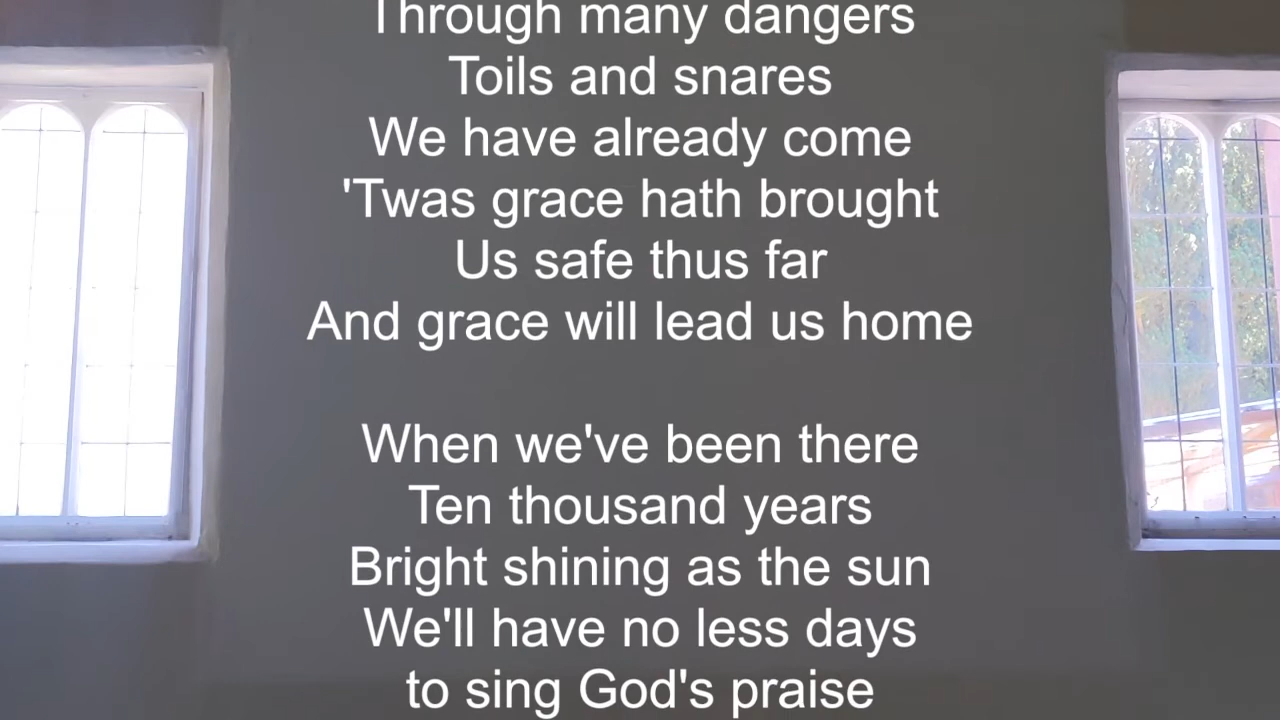 Through many dangers
Toils and snares
We have already come
'Twas grace hath brought
Us safe thus far
And grace will lead us home
When we've been there
Ten thousand years
Bright shining as the sun
We'll have no less days
to sing God's praise